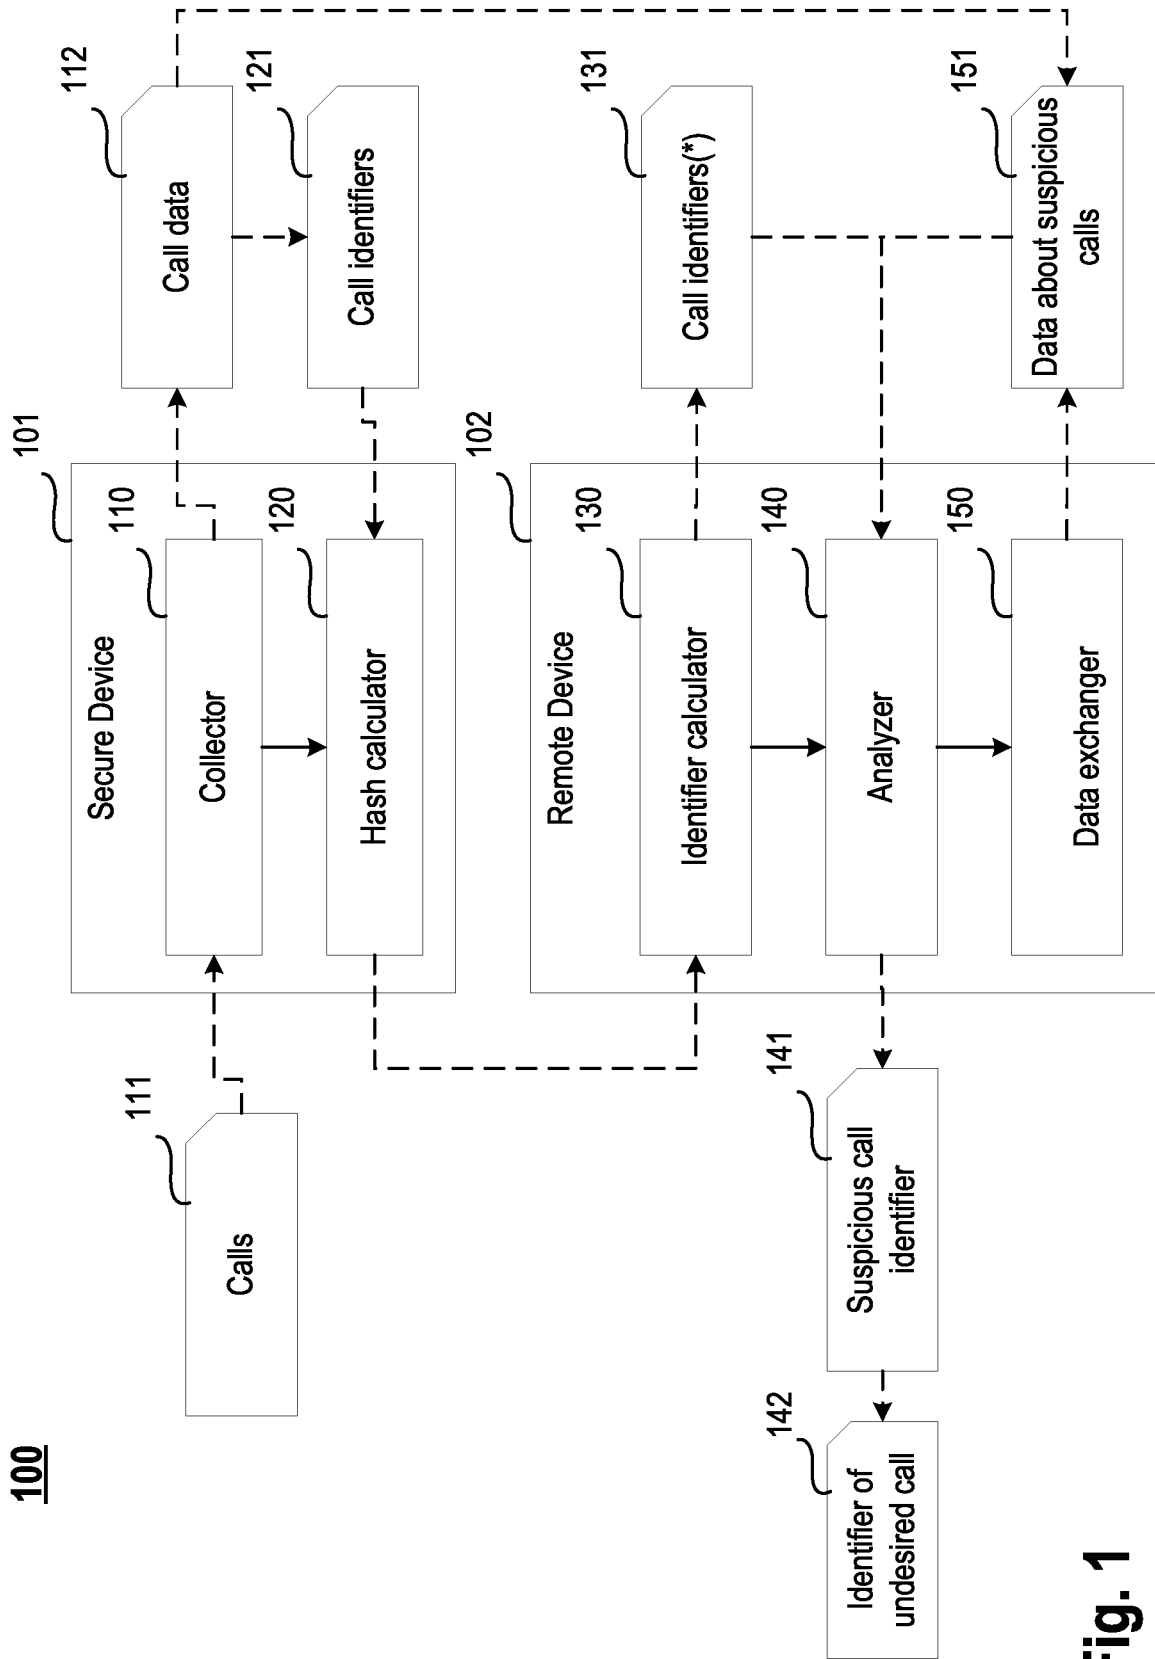 100
111
Calls
101
Secure Device
110
Collector
120
Hash calculator
112
Call data
121
Call identifiers
102
Remote Device
130
Identifier calculator
140
Analyzer
150
Data exchanger
131
Call identifiers(*)
151
Data about suspicious
calls
141
Suspicious call
identifier
142
Identifier of
undesired call
Fig. 1